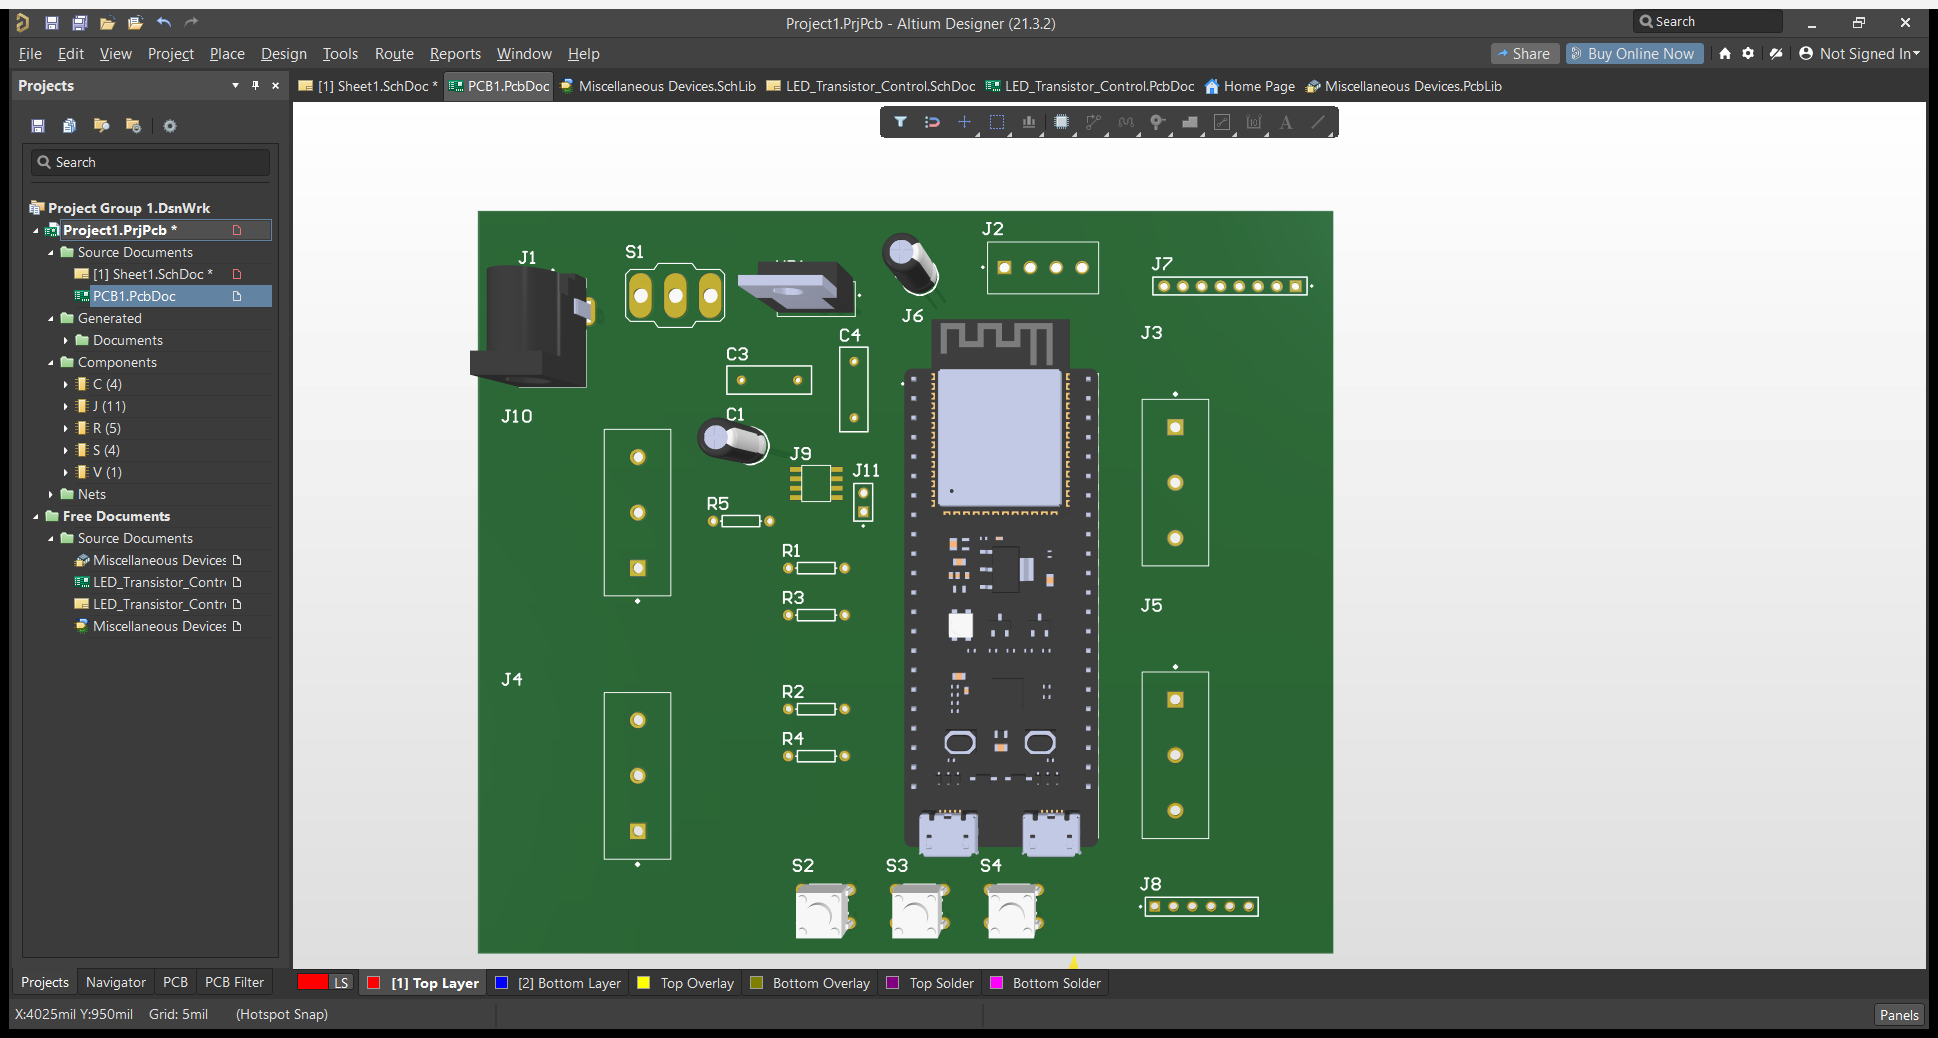 Project1.PrjPcb - Altium Designer (21.3.2)
Search
File Edit View Project Place Design Tools Route Reports Window Help
Share
Buy Online Now
Not Signed In
Projects
[1] Sheet1.SchDoc *
PCB1.PcbDoc
Miscellaneous Devices.SchLib
LED_Transistor_Control.SchDoc
LED_Transistor_Control.PcbDoc
Home Page
Miscellaneous Devices.PcbLib
Search
Project Group 1.DsnWrk
Project1.PrjPcb *
Source Documents
[1] Sheet1.SchDoc *
PCB1.PcbDoc
Generated
Documents
Components
C (4)
J (11)
R (5)
S (4)
V (1)
Nets
Free Documents
Source Documents
Miscellaneous Devices
LED_Transistor_Contr
LED_Transistor_Contr
Miscellaneous Devices
J1
S1
J2
J7
J6
J3
C4
C3
J10
C1
J9
J11
R5
R1
R3
J5
J4
R2
R4
S2
S3
S4
J8
Projects
Navigator
PCB
PCB Filter
LS
[1] Top Layer
[2] Bottom Layer
Top Overlay
Bottom Overlay
Top Solder
Bottom Solder
X:4025mil Y:950mil Grid: 5mil (Hotspot Snap)
Panels